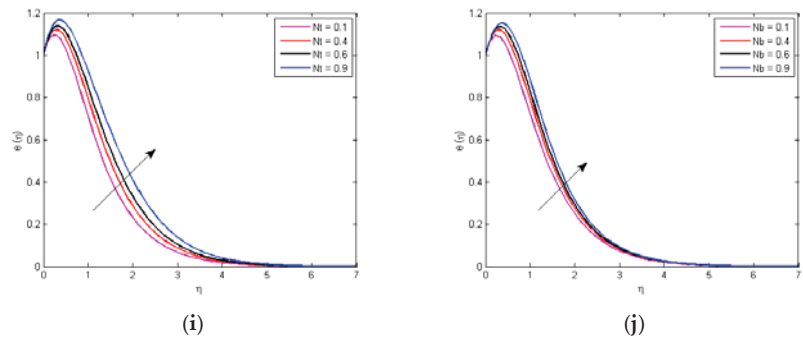 1.2
1
0.8
0.6
0.4
0.2
0
θ (η)
Nt = 0.1
Nt = 0.4
Nt = 0.6
Nt = 0.9
0 1 2 3 4 5 6 7
η
(i)
1.2
1
0.8
0.6
0.4
0.2
0
θ (η)
Nb = 0.1
Nb = 0.4
Nb = 0.6
Nb = 0.9
0 1 2 3 4 5 6 7
η
(j)